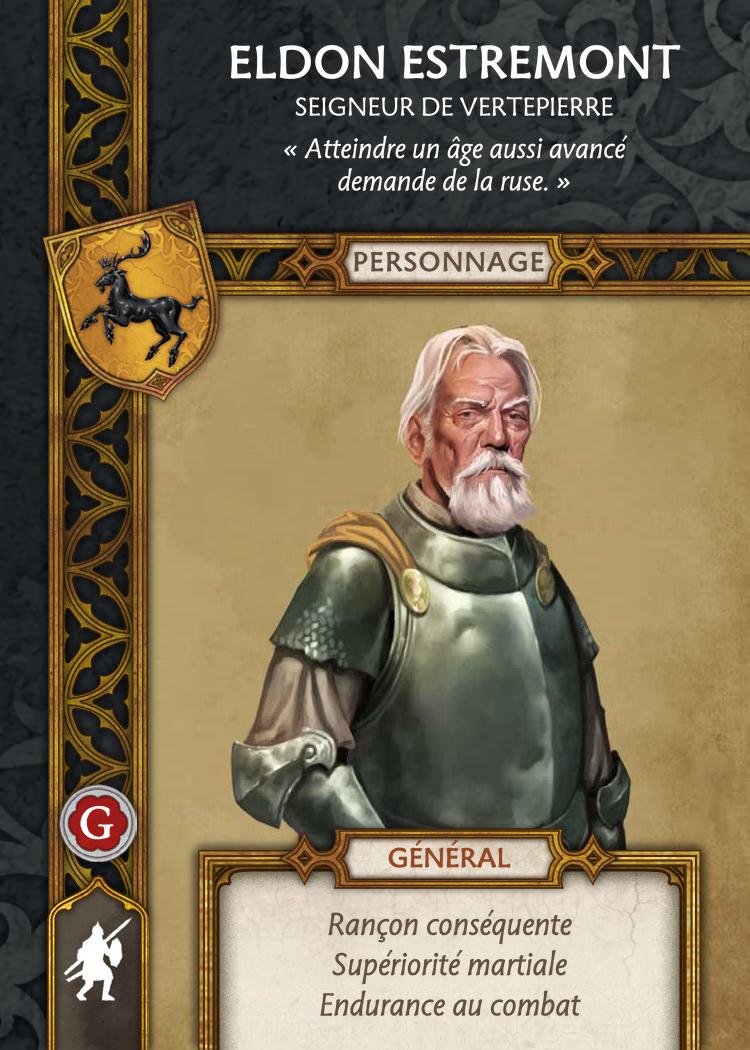 ELDON ESTREMONT
SEIGNEUR DE VERTEPIERRE
« Atteindre un âge aussi avancé
demande de la ruse. »
PERSONNAGE
G
GÉNÉRAL
Rançon conséquente
Supériorité martiale
Endurance au combat